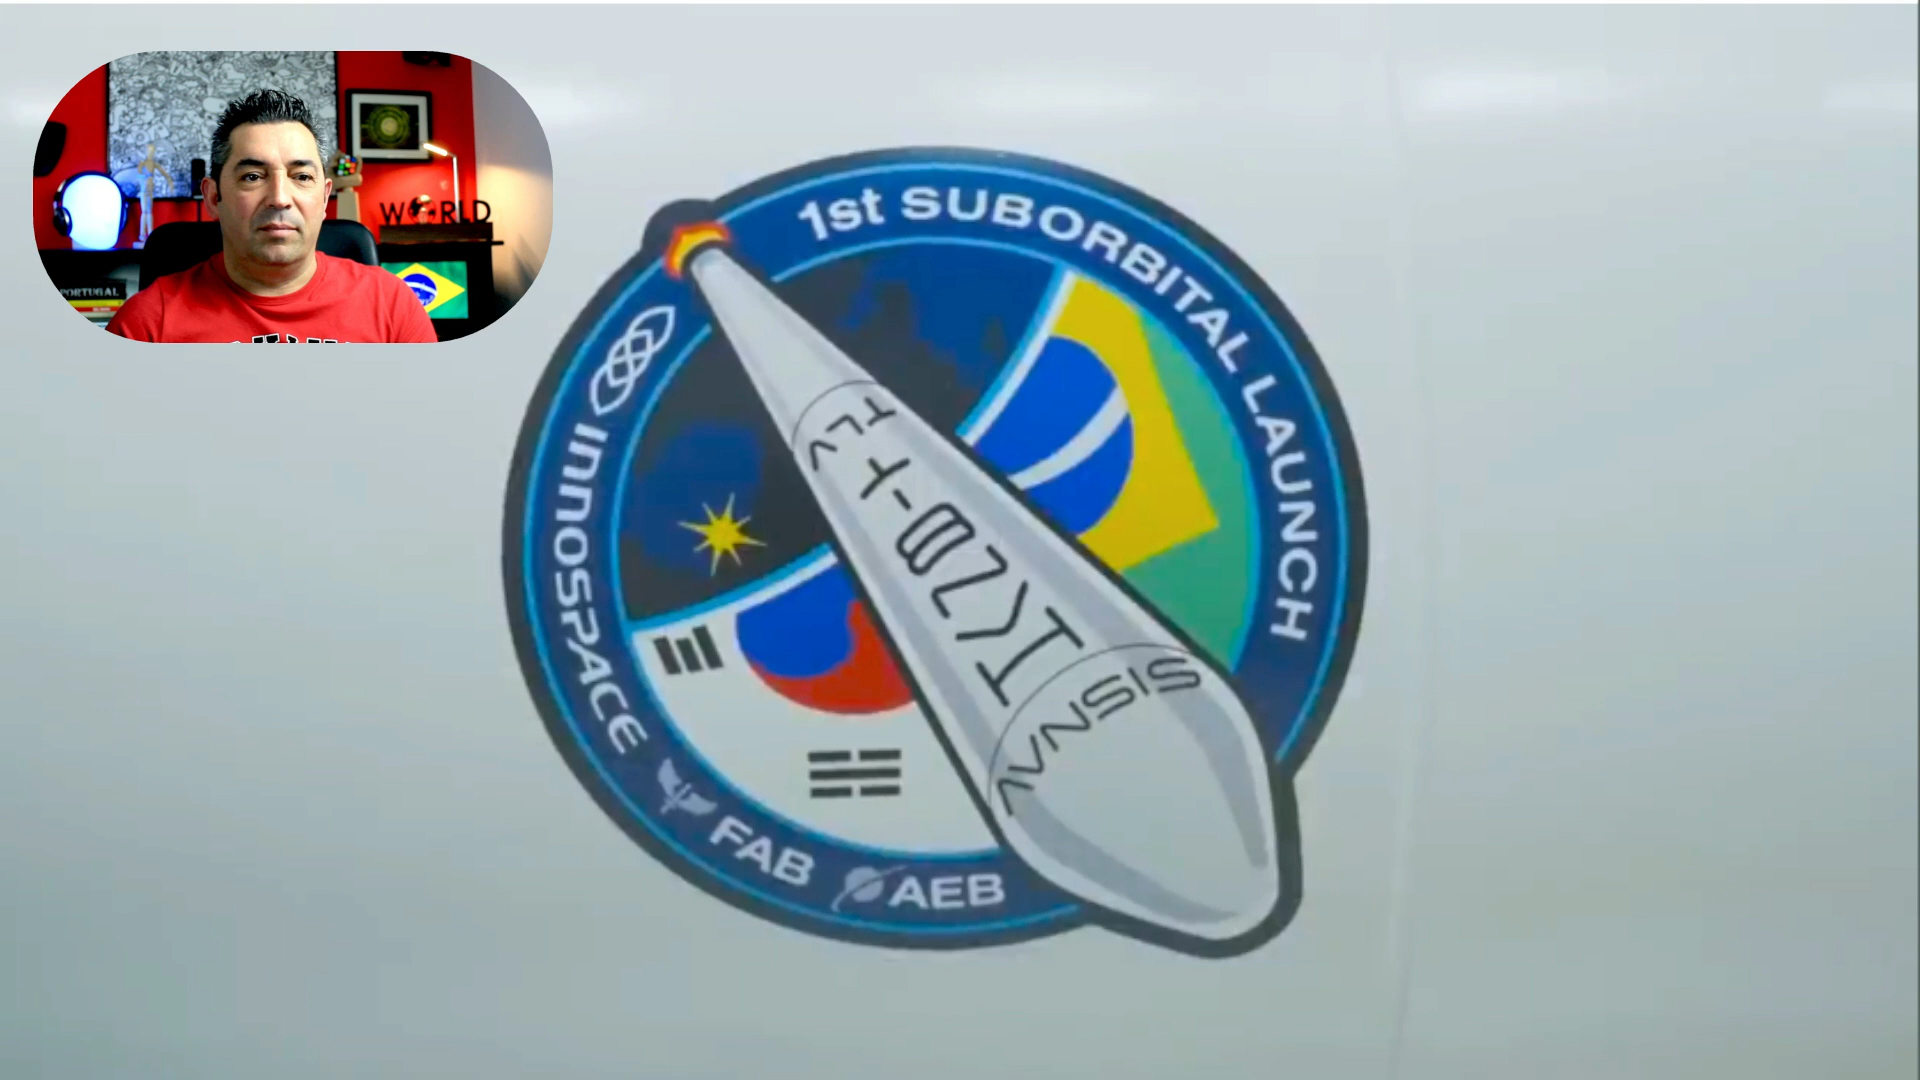 WORLD
PORTUGAL
1st SUBORBITAL LAUNCH
INNOSPACE
FAB
AEB
HANBIT-TLV
SISNAV